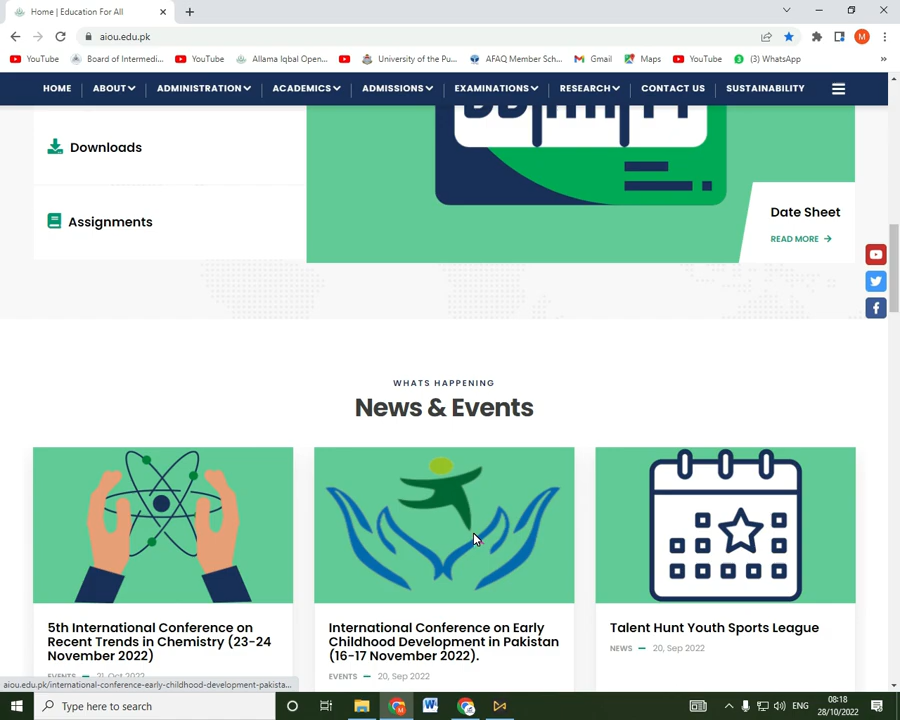 Home | Education For All
aiou.edu.pk
YouTube
Board of Intermedi...
YouTube
Allama Iqbal Open...
University of the Pu...
AFAQ Member Sch...
Gmail
Maps
YouTube
(3) WhatsApp
HOME
ABOUT
ADMINISTRATION
ACADEMICS
ADMISSIONS
EXAMINATIONS
RESEARCH
CONTACT US
SUSTAINABILITY
Downloads
Assignments
Date Sheet
READ MORE
WHATS HAPPENING
News & Events
5th International Conference on
Recent Trends in Chemistry (23-24
November 2022)
EVENTS
21, Oct 2022
International Conference on Early
Childhood Development in Pakistan
(16-17 November 2022).
EVENTS
20, Sep 2022
Talent Hunt Youth Sports League
NEWS
20, Sep 2022
aiou.edu.pk/international-conference-early-childhood-development-pakista...
Type here to search
ENG
08:18
28/10/2022